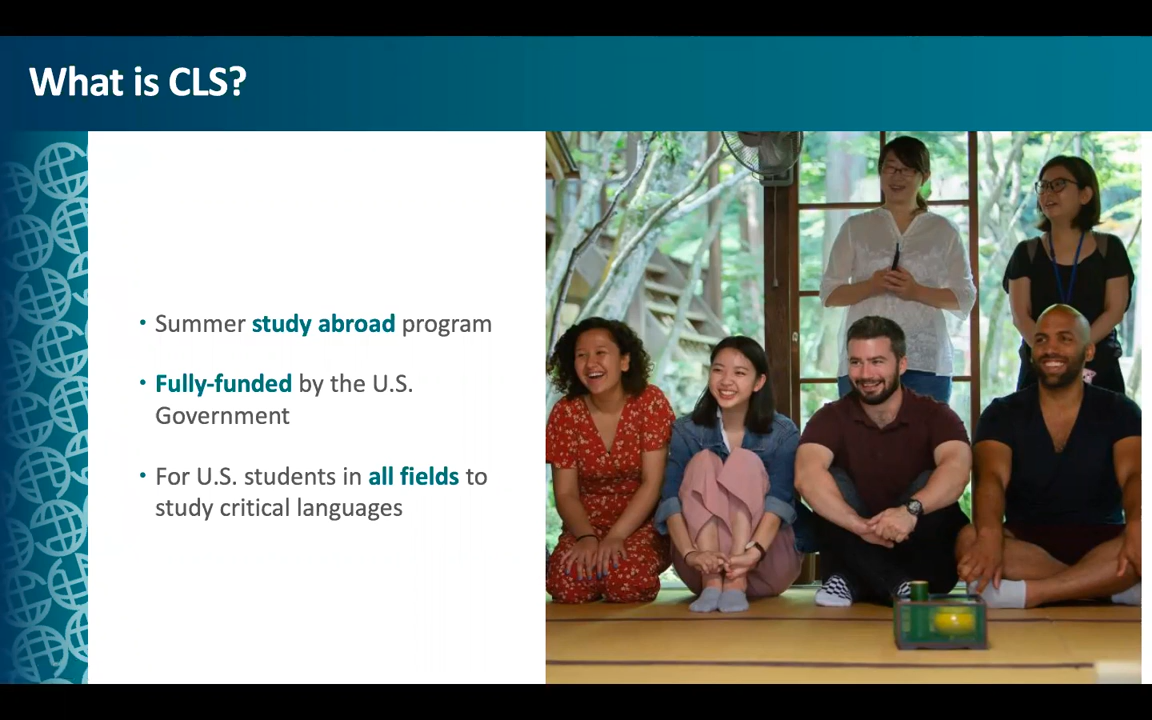 What is CLS?
• Summer study abroad program
• Fully-funded by the U.S.
Government
• For U.S. students in all fields to
study critical languages